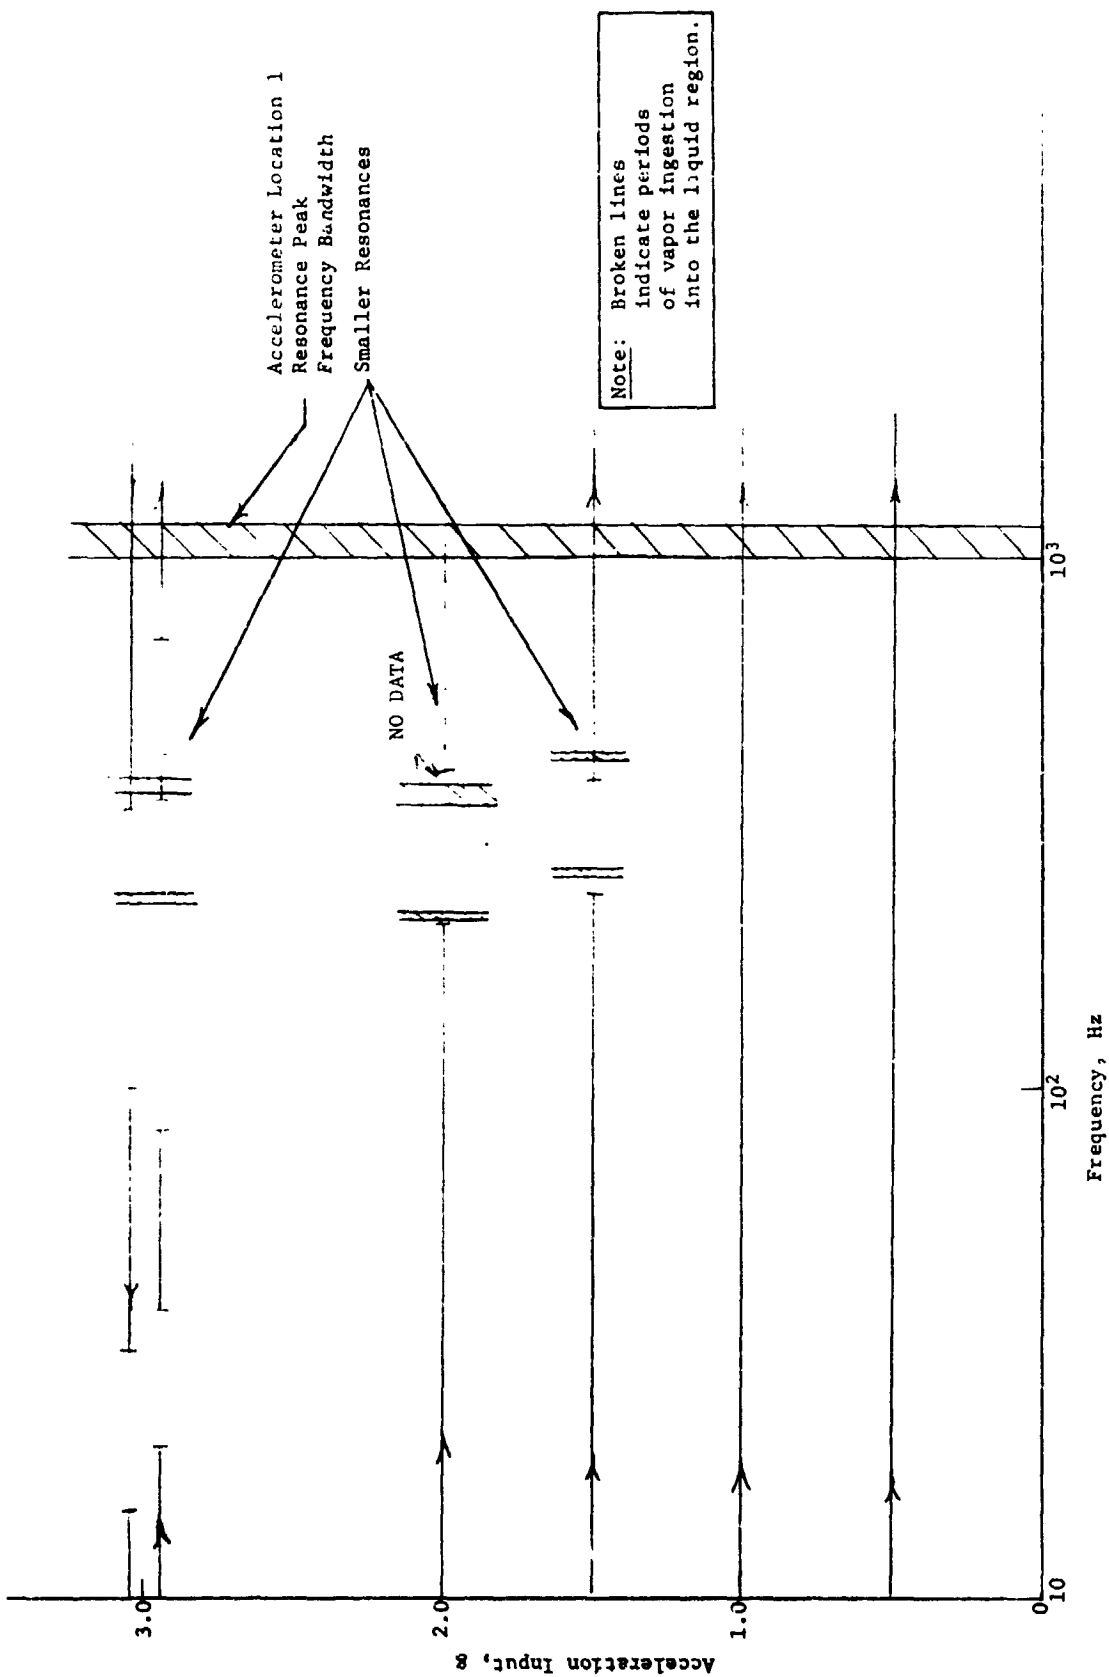 Accelerometer Location 1
Resonance Peak
Frequency Bandwidth
Smaller Resonances
NO DATA
?
Note: Broken lines
indicate periods
of vapor ingestion
into the liquid region.
Acceleration Input, g
3.0
2.0
1.0
0
10
10²
10³
Frequency, Hz